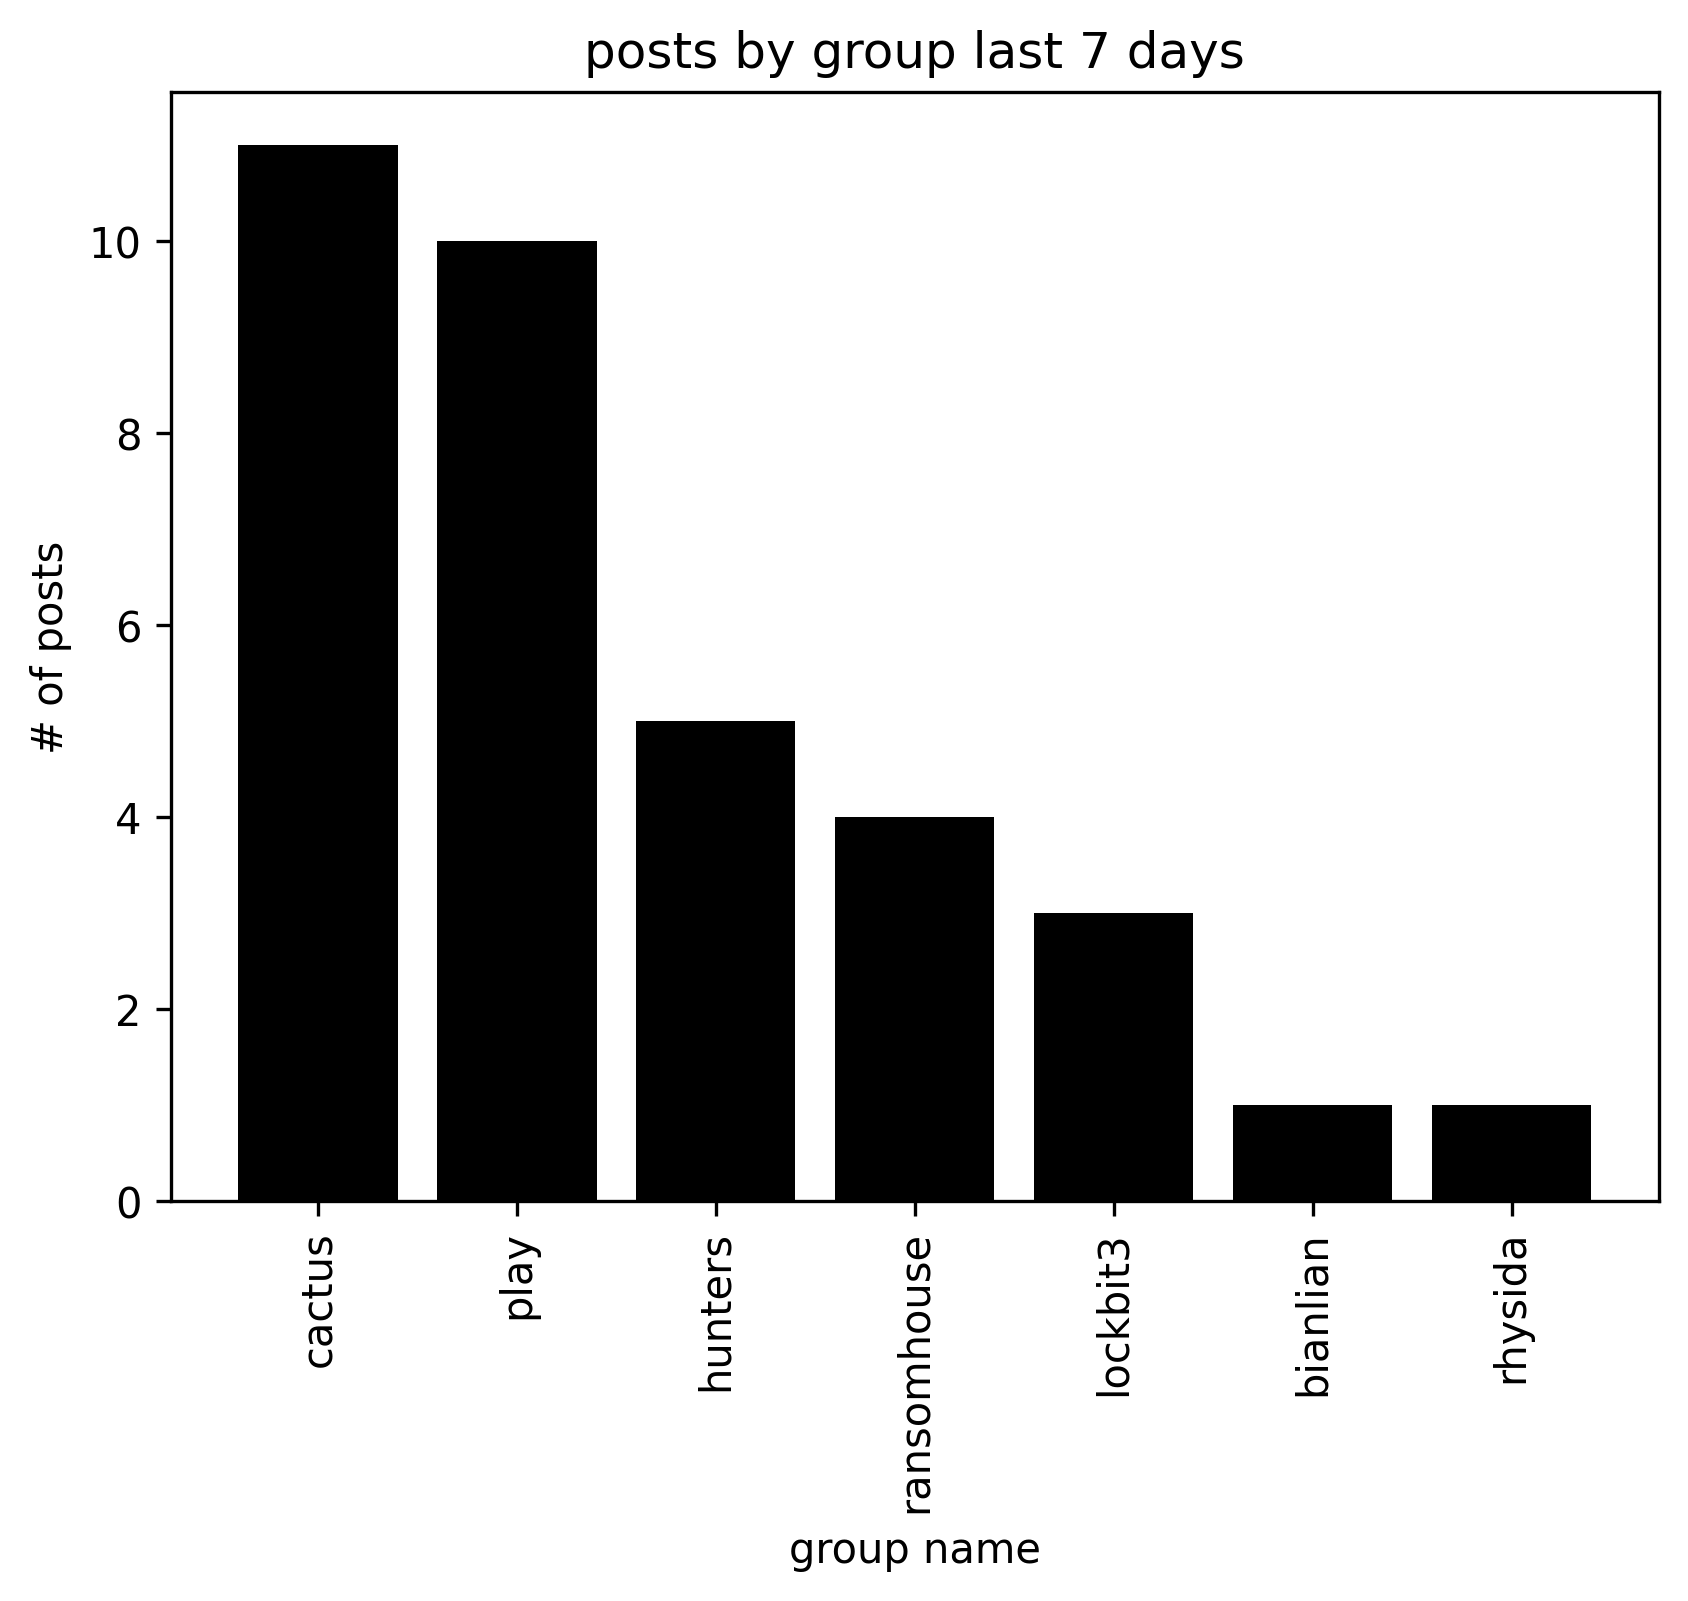 posts by group last 7 days
# of posts
10
8
6
4
2
0
cactus
play
hunters
ransomhouse
lockbit3
bianlian
rhysida
group name